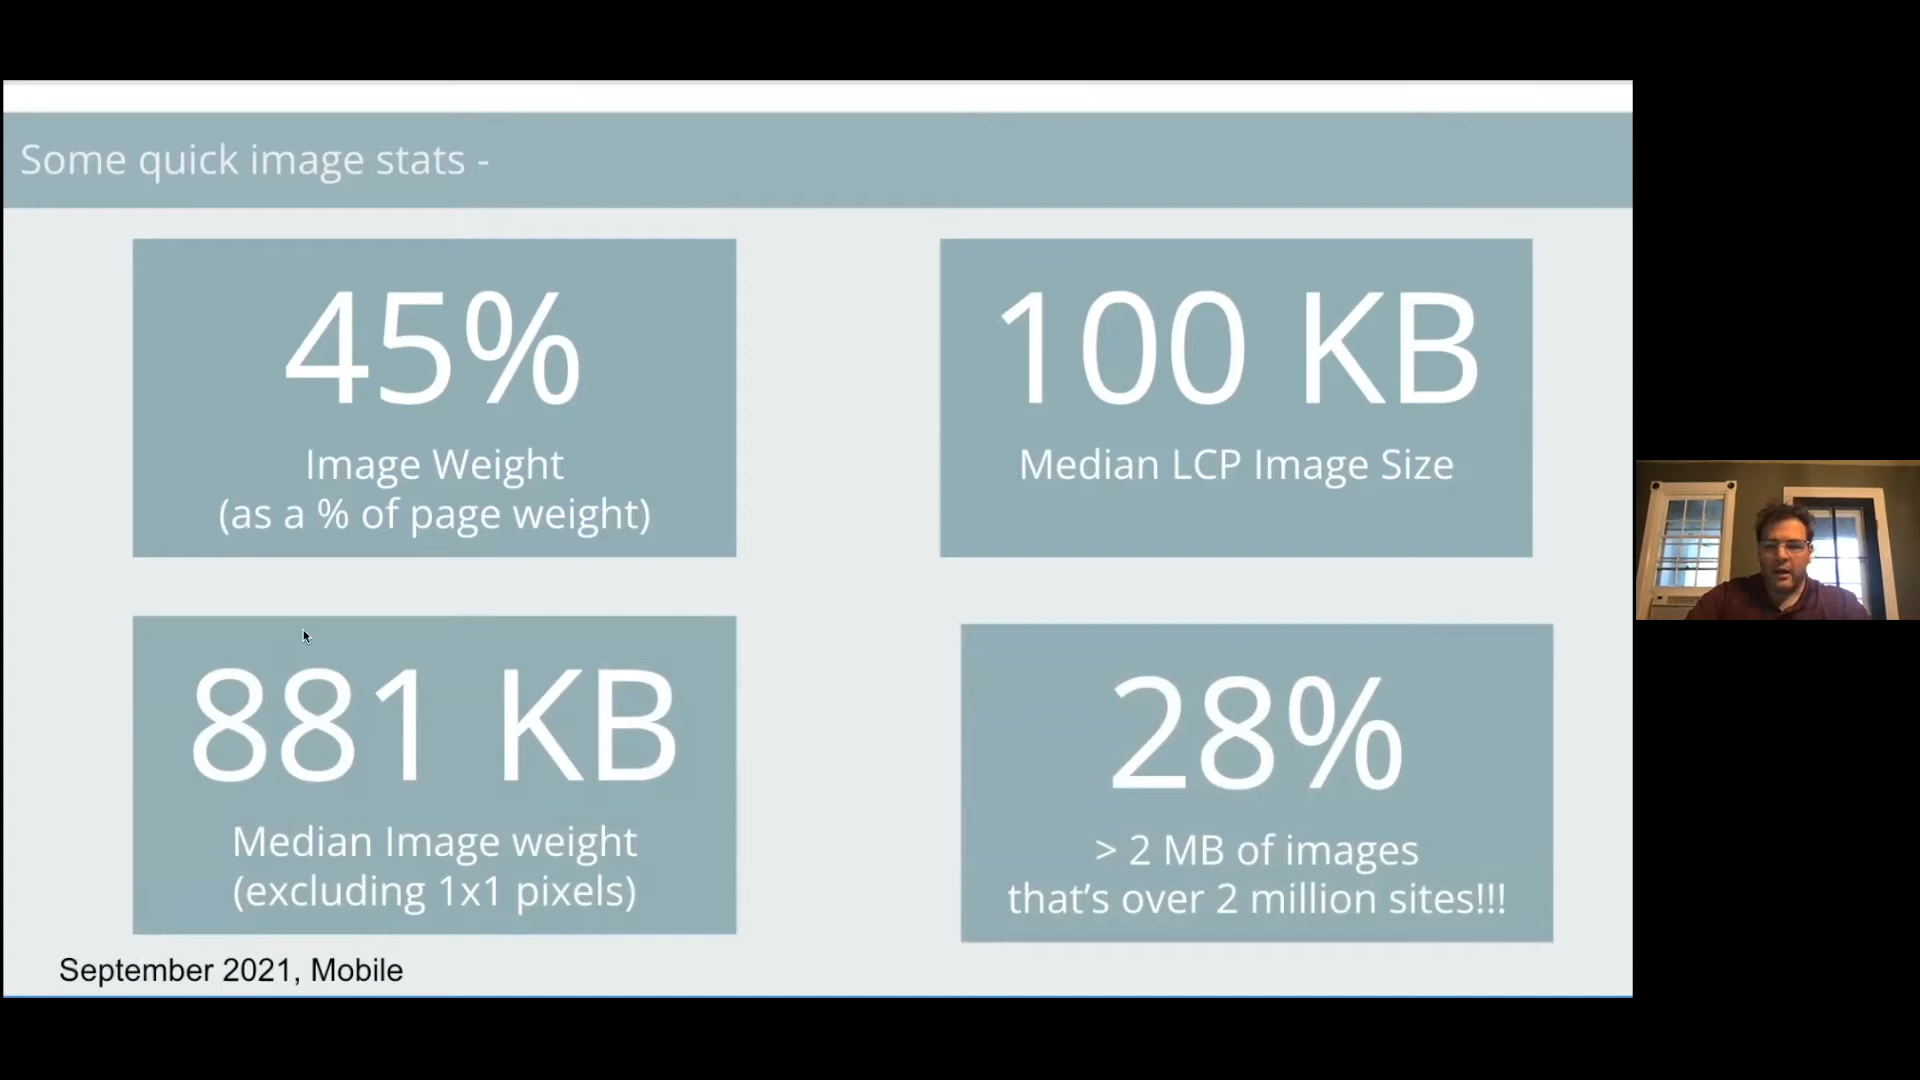 Some quick image stats -
45%
Image Weight
(as a % of page weight)
100 KB
Median LCP Image Size
881 KB
Median Image weight
(excluding 1x1 pixels)
28%
> 2 MB of images
that’s over 2 million sites!!!
September 2021, Mobile